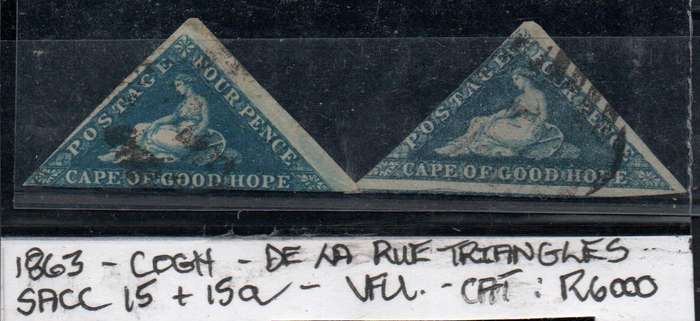 POSTAGE FOUR PENCE
CAPE OF GOOD HOPE
POSTAGE
CAPE OF GOOD HOPE
1863 - COGH - DE LA RUE TRIANGLES
SACC 15 + 15a - VFU. - CAT: R6000